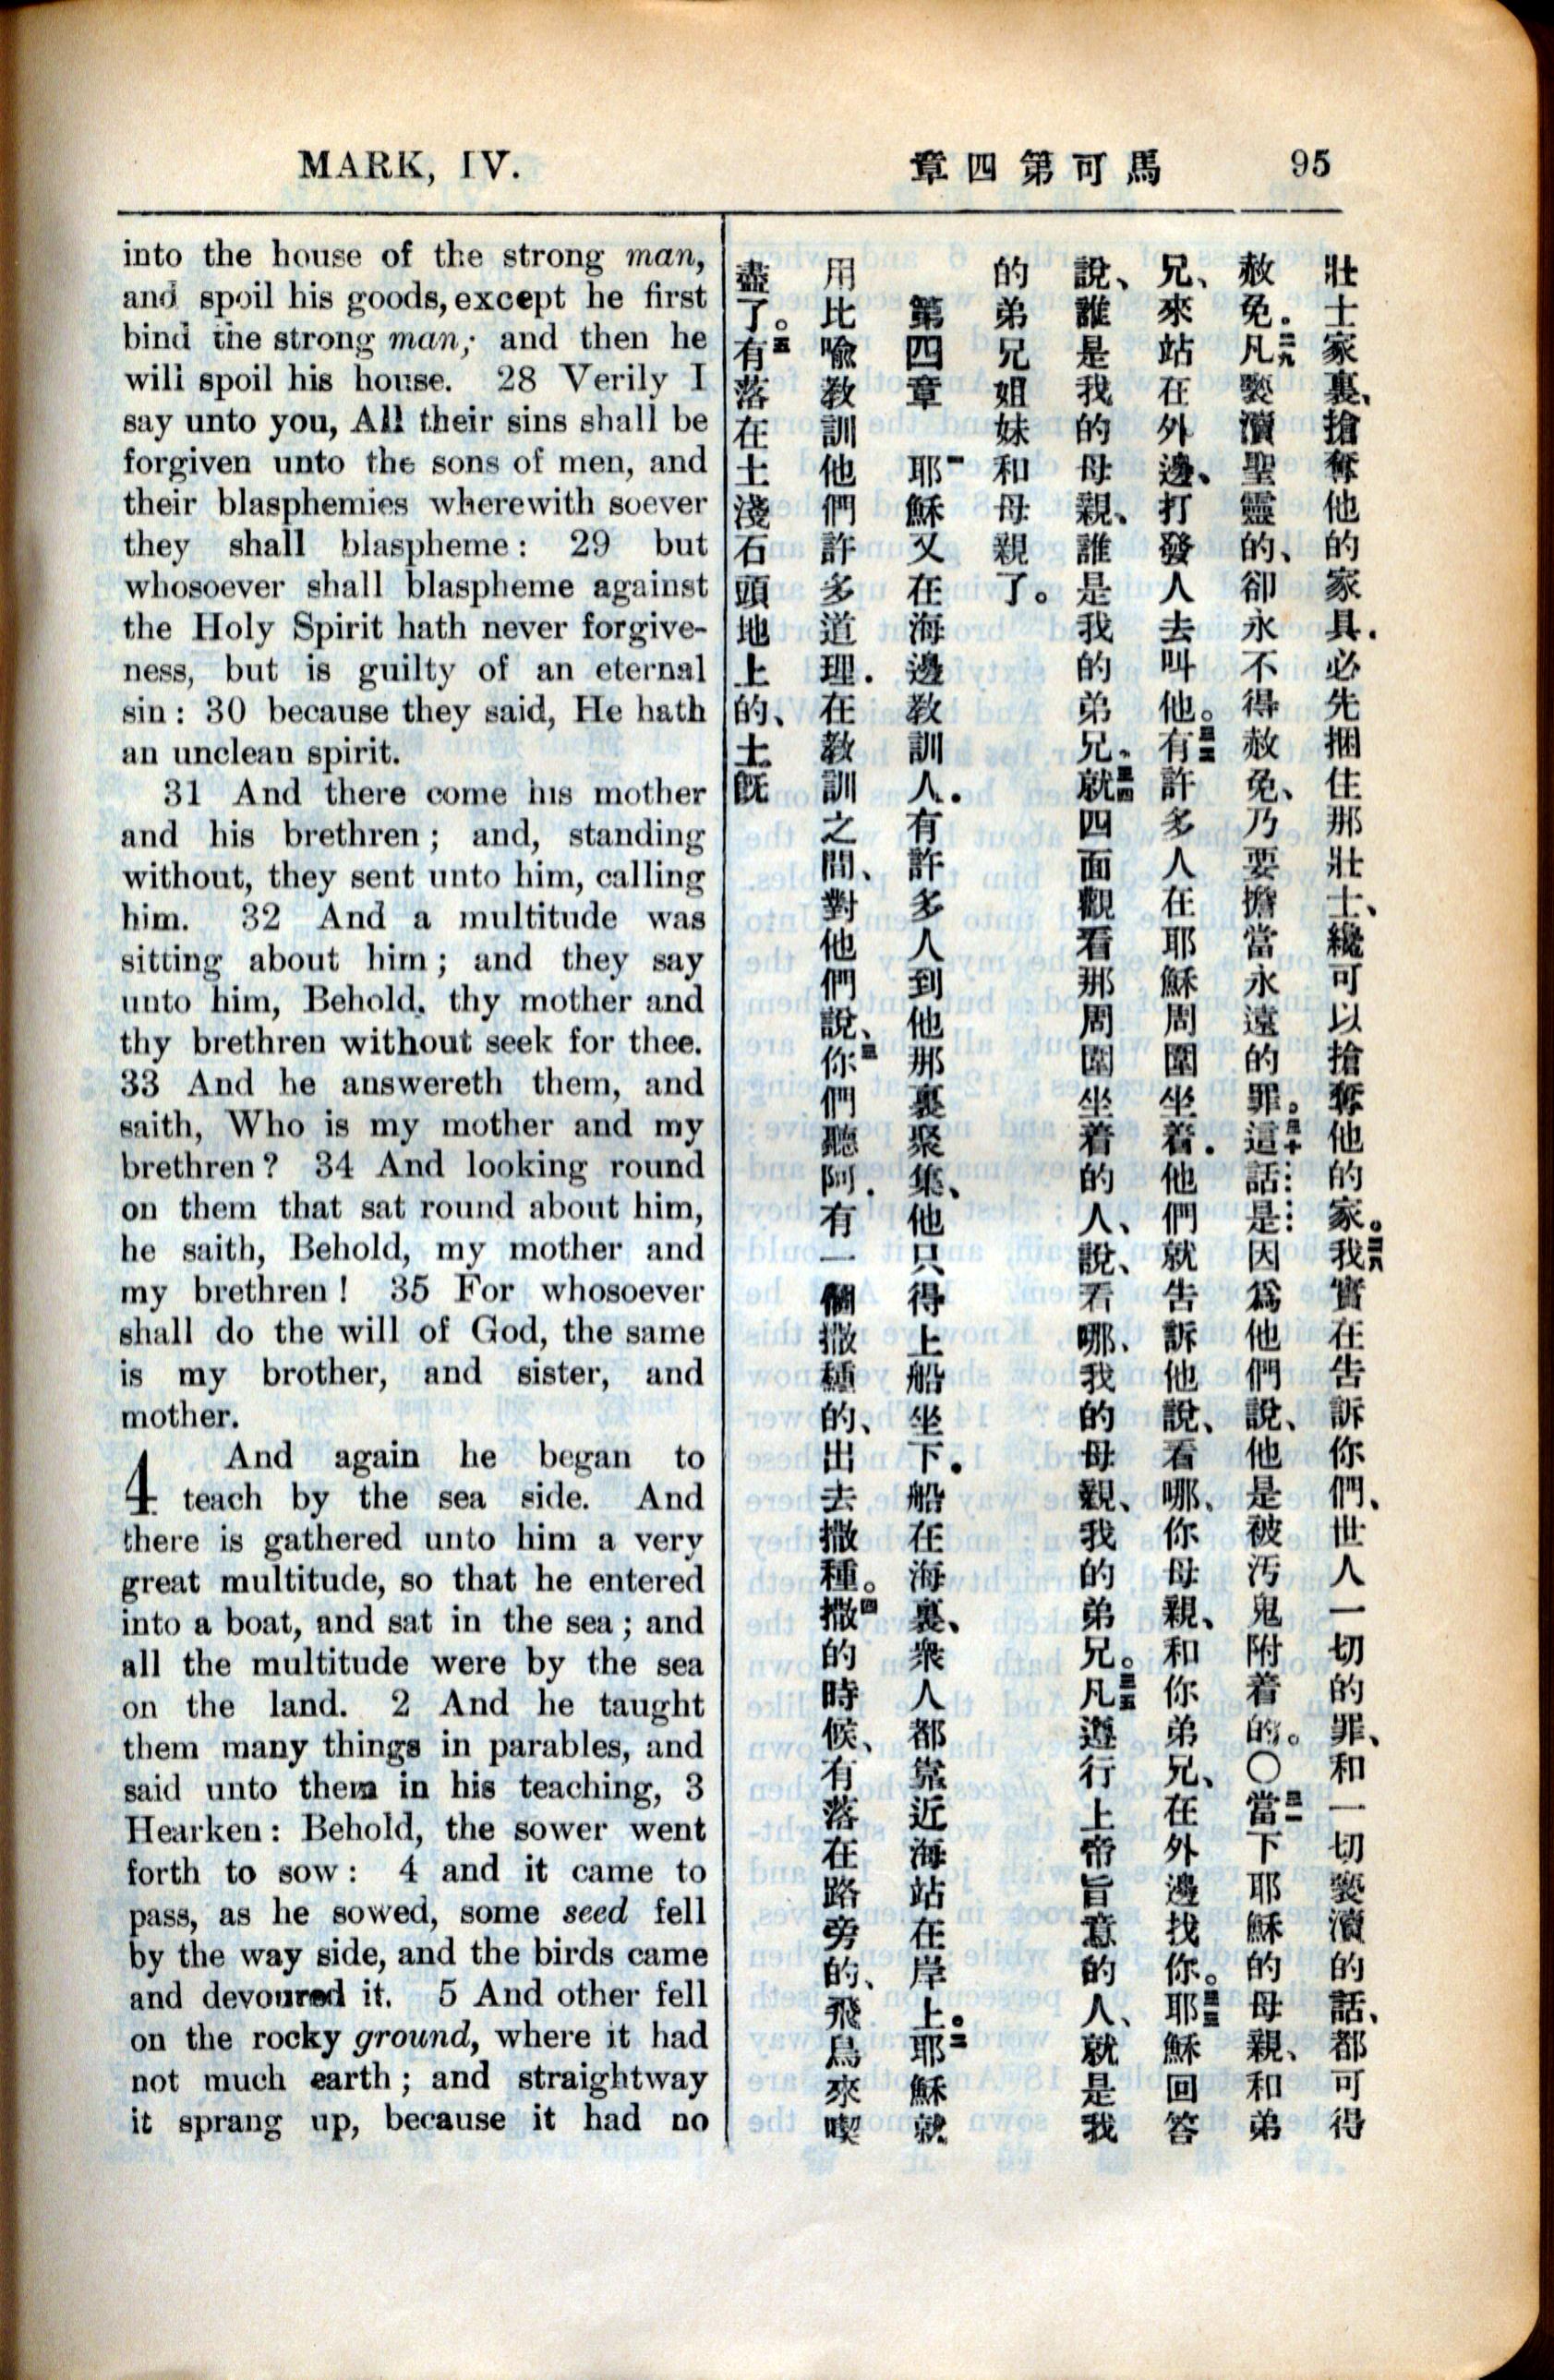 MARK, IV.
章四第可馬
95
into the house of the strong man,
and spoil his goods, except he first
bind the strong man; and then he
will spoil his house. 28 Verily I
say unto you, All their sins shall be
forgiven unto the sons of men, and
their blasphemies wherewith soever
they shall blaspheme: 29 but
whosoever shall blaspheme against
the Holy Spirit hath never forgive-
ness, but is guilty of an eternal
sin: 30 because they said, He hath
an unclean spirit.
31 And there come his mother
and his brethren; and, standing
without, they sent unto him, calling
him. 32 And a multitude was
sitting about him; and they say
unto him, Behold, thy mother and
thy brethren without seek for thee.
33 And he answereth them, and
saith, Who is my mother and my
brethren? 34 And looking round
on them that sat round about him,
he saith, Behold, my mother and
my brethren! 35 For whosoever
shall do the will of God, the same
is my brother, and sister, and
mother.
4 And again he began to
teach by the sea side. And
there is gathered unto him a very
great multitude, so that he entered
into a boat, and sat in the sea; and
all the multitude were by the sea
on the land. 2 And he taught
them many things in parables, and
said unto them in his teaching, 3
Hearken: Behold, the sower went
forth to sow: 4 and it came to
pass, as he sowed, some seed fell
by the way side, and the birds came
and devoured it. 5 And other fell
on the rocky ground, where it had
not much earth; and straightway
it sprang up, because it had no
壯士家裏、搶奪他的家具．必先捆住那壯士、纔可以搶奪他的家。二八我實在告訴你們、世人一切的罪、和一切褻瀆的話、都可得
赦免．二九凡褻瀆聖靈的、卻永不得赦免、乃要擔當永遠的罪。三十這話是因爲他們說、他是被汚鬼附着的。〇三一當下耶穌的母親、和弟
兄、來站在外邊、打發人去叫他。三二有許多人在耶穌周圍坐着．他們就告訴他說、看哪、你母親、和你弟兄、在外邊找你。三三耶穌回答
說、誰是我的母親、誰是我的弟兄．三四就四面觀看那周圍坐着的人、說、看哪、我的母親、我的弟兄。三五凡遵行上帝旨意的人、就是我
的弟兄姐妹和母親了。
第四章 一耶穌又在海邊敎訓人．有許多人到他那裏聚集、他只得上船坐下．船在海裏、衆人都靠近海站在岸上。二耶穌就
用比喩敎訓他們許多道理．在敎訓之間、對他們說、三你們聽阿．有一個撒種的、出去撒種。四撒的時候、有落在路旁的、飛鳥來喫
盡了。五有落在土淺石頭地上的、土旣